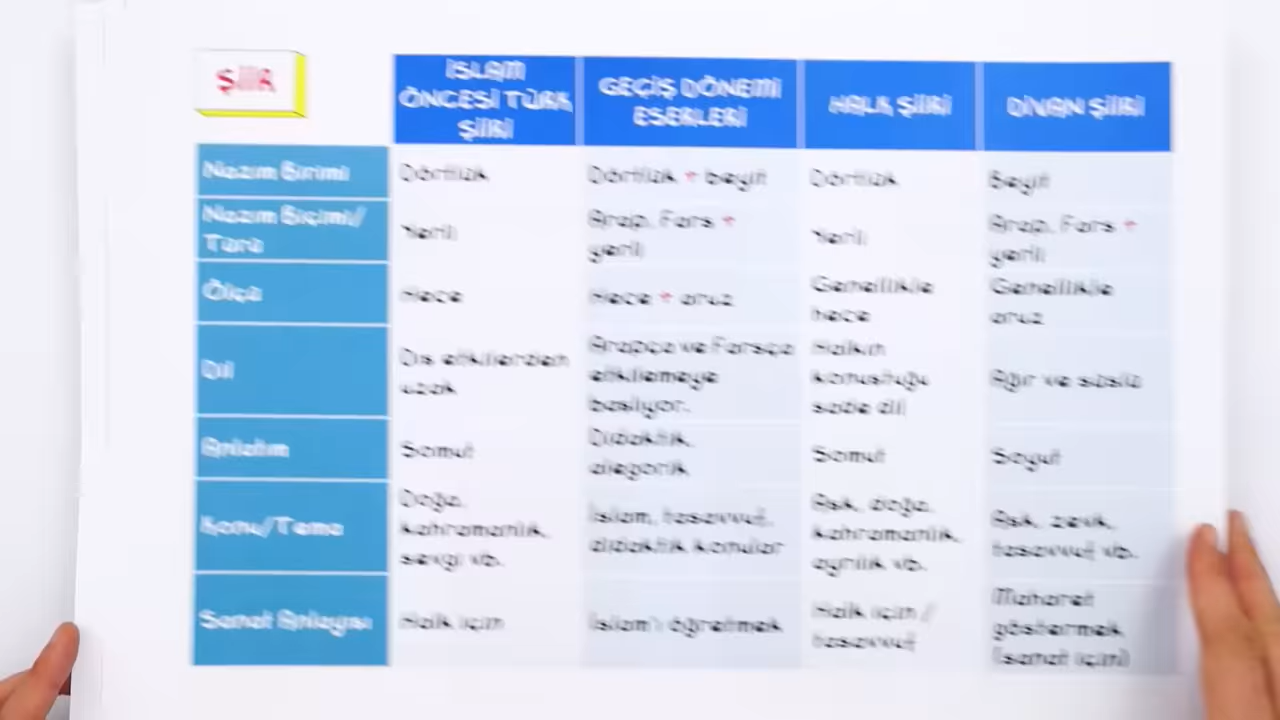 ŞİİR
İSLAM
ÖNCESİ TÜRK
ŞİİRİ
GEÇİŞ DÖNEMİ
ESERLERİ
HALK ŞİİRİ
DİVAN ŞİİRİ
Nazım Birimi
Dörtlük
Dörtlük + beyit
Dörtlük
Beyit
Nazım Biçimi/
Türü
Yerli
Arap, Fars +
yerli
Yerli
Arap, Fars +
yerli
Ölçü
Hece
Hece + aruz
Genellikle
hece
Genellikle
aruz
Dil
Dış etkilerden
uzak
Arapça ve Farsça
etkilemeye
başlıyor.
Halkın
konuştuğu
sade dil
Ağır ve süslü
Anlatım
Somut
Didaktik,
alegorik
Somut
Soyut
Konu/Tema
Doğa,
kahramanlık,
sevgi vb.
İslam, tasavvuf,
didaktik konular
Aşk, doğa,
kahramanlık,
ayrılık vb.
Aşk, zevk,
tasavvuf vb.
Sanat Anlayışı
Halk için
İslam'ı öğretmek
Halk için /
tasavvuf
Maharet
göstermek
(sanat için)